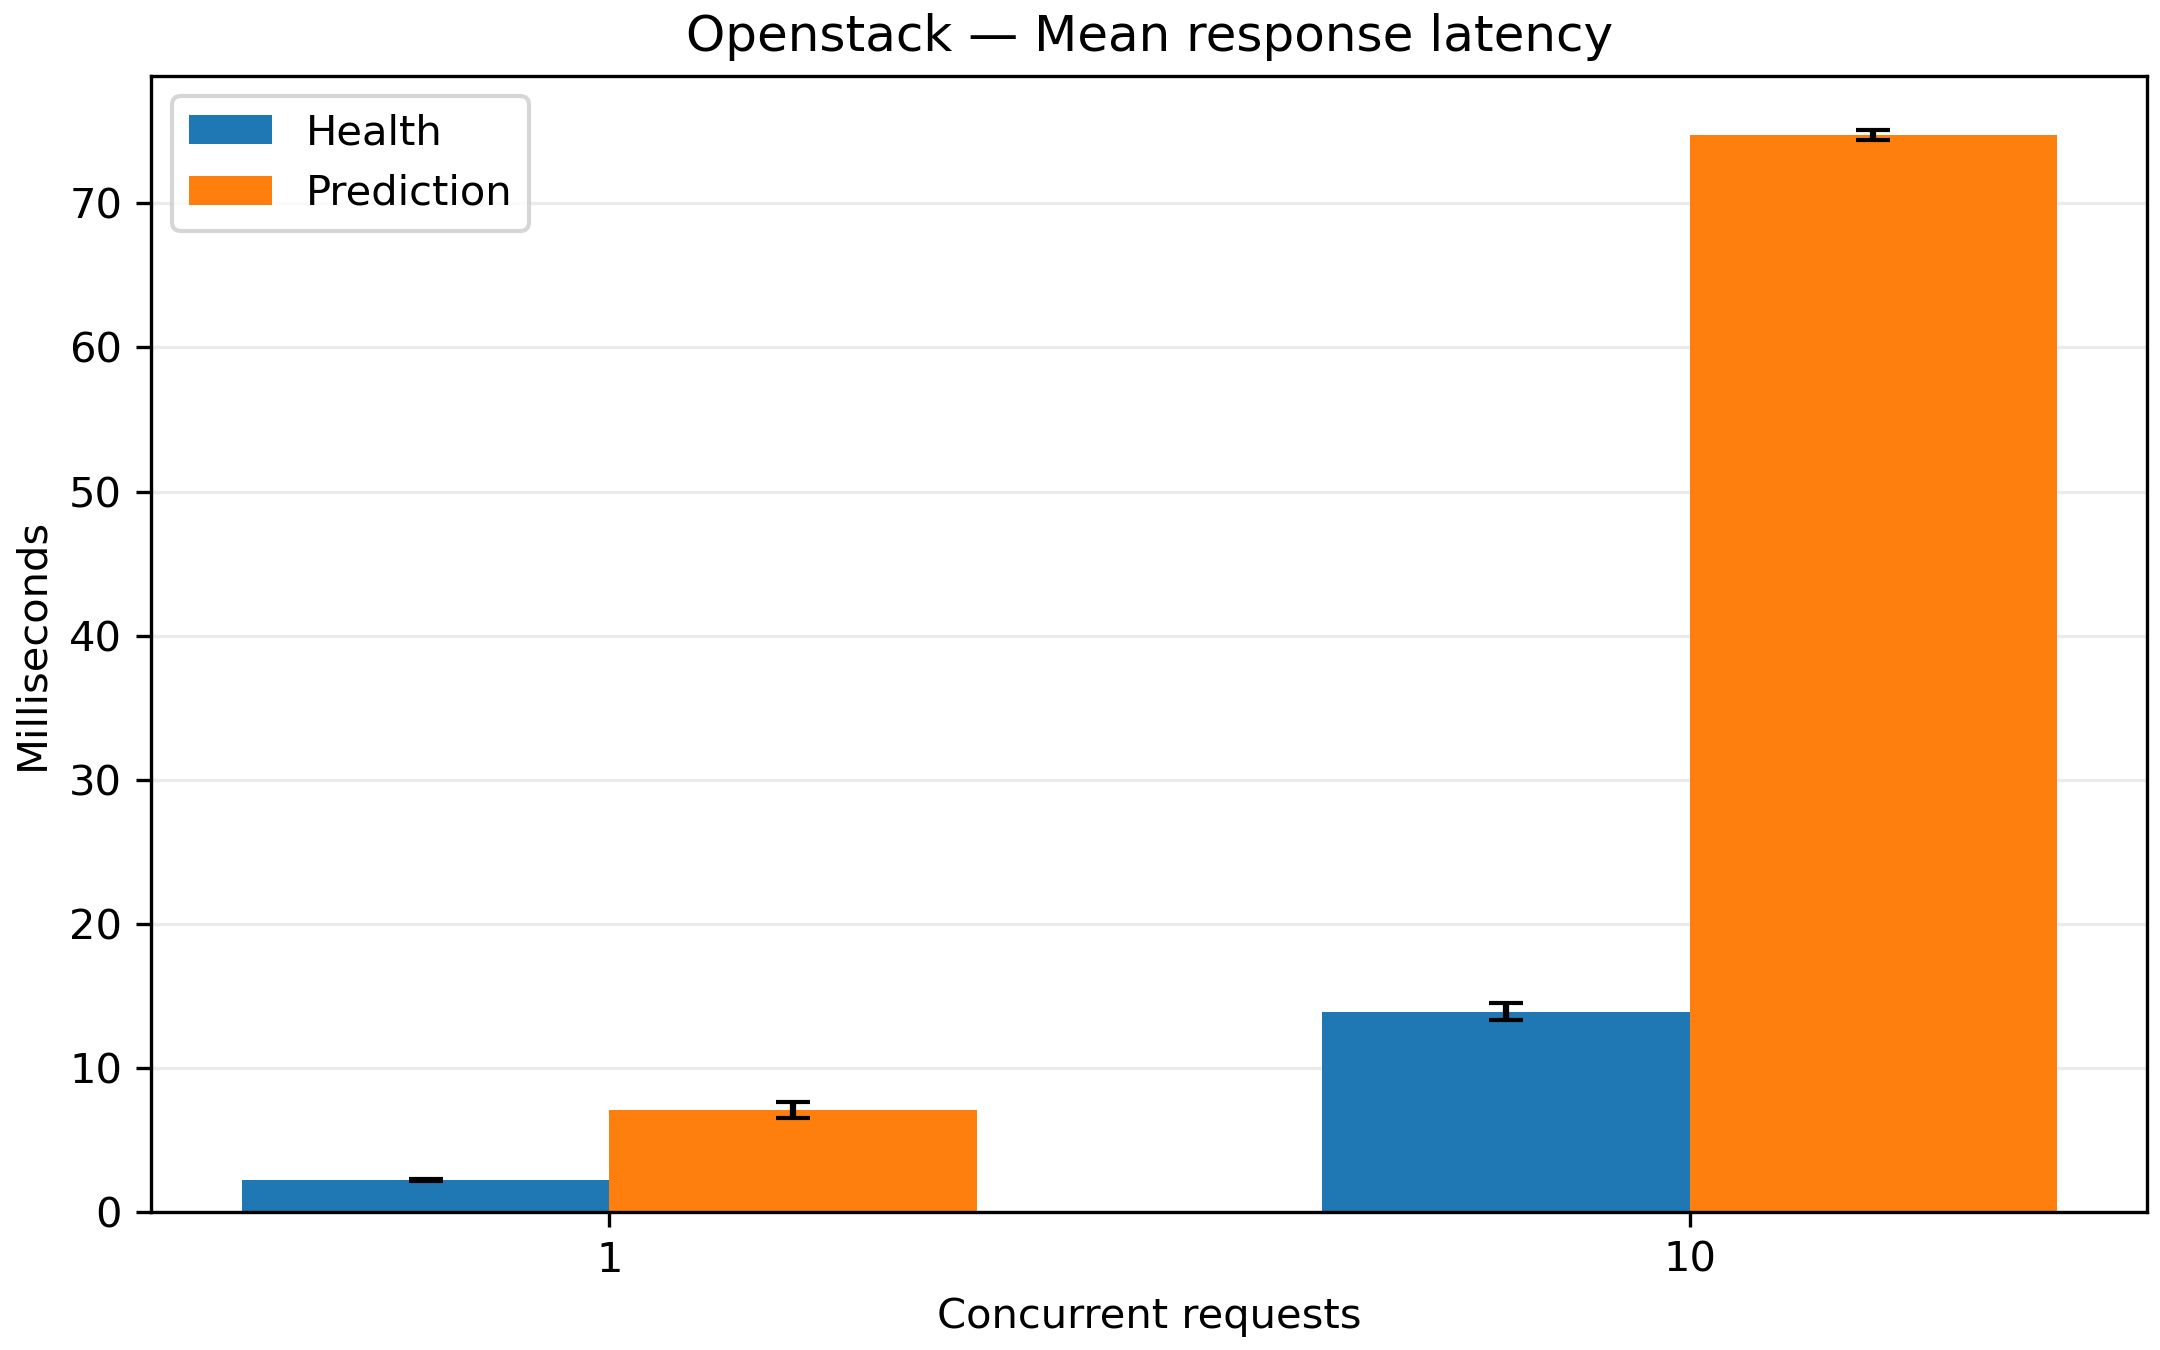 Openstack — Mean response latency
Health
Prediction
70
60
50
40
30
20
10
0
Milliseconds
1
10
Concurrent requests